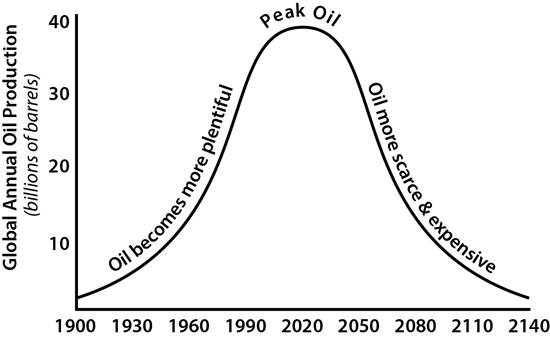 Peak Oil
Global Annual Oil Production
(billions of barrels)
40
30
20
10
Oil becomes more plentiful
Oil more scarce & expensive
1900 1930 1960 1990 2020 2050 2080 2110 2140